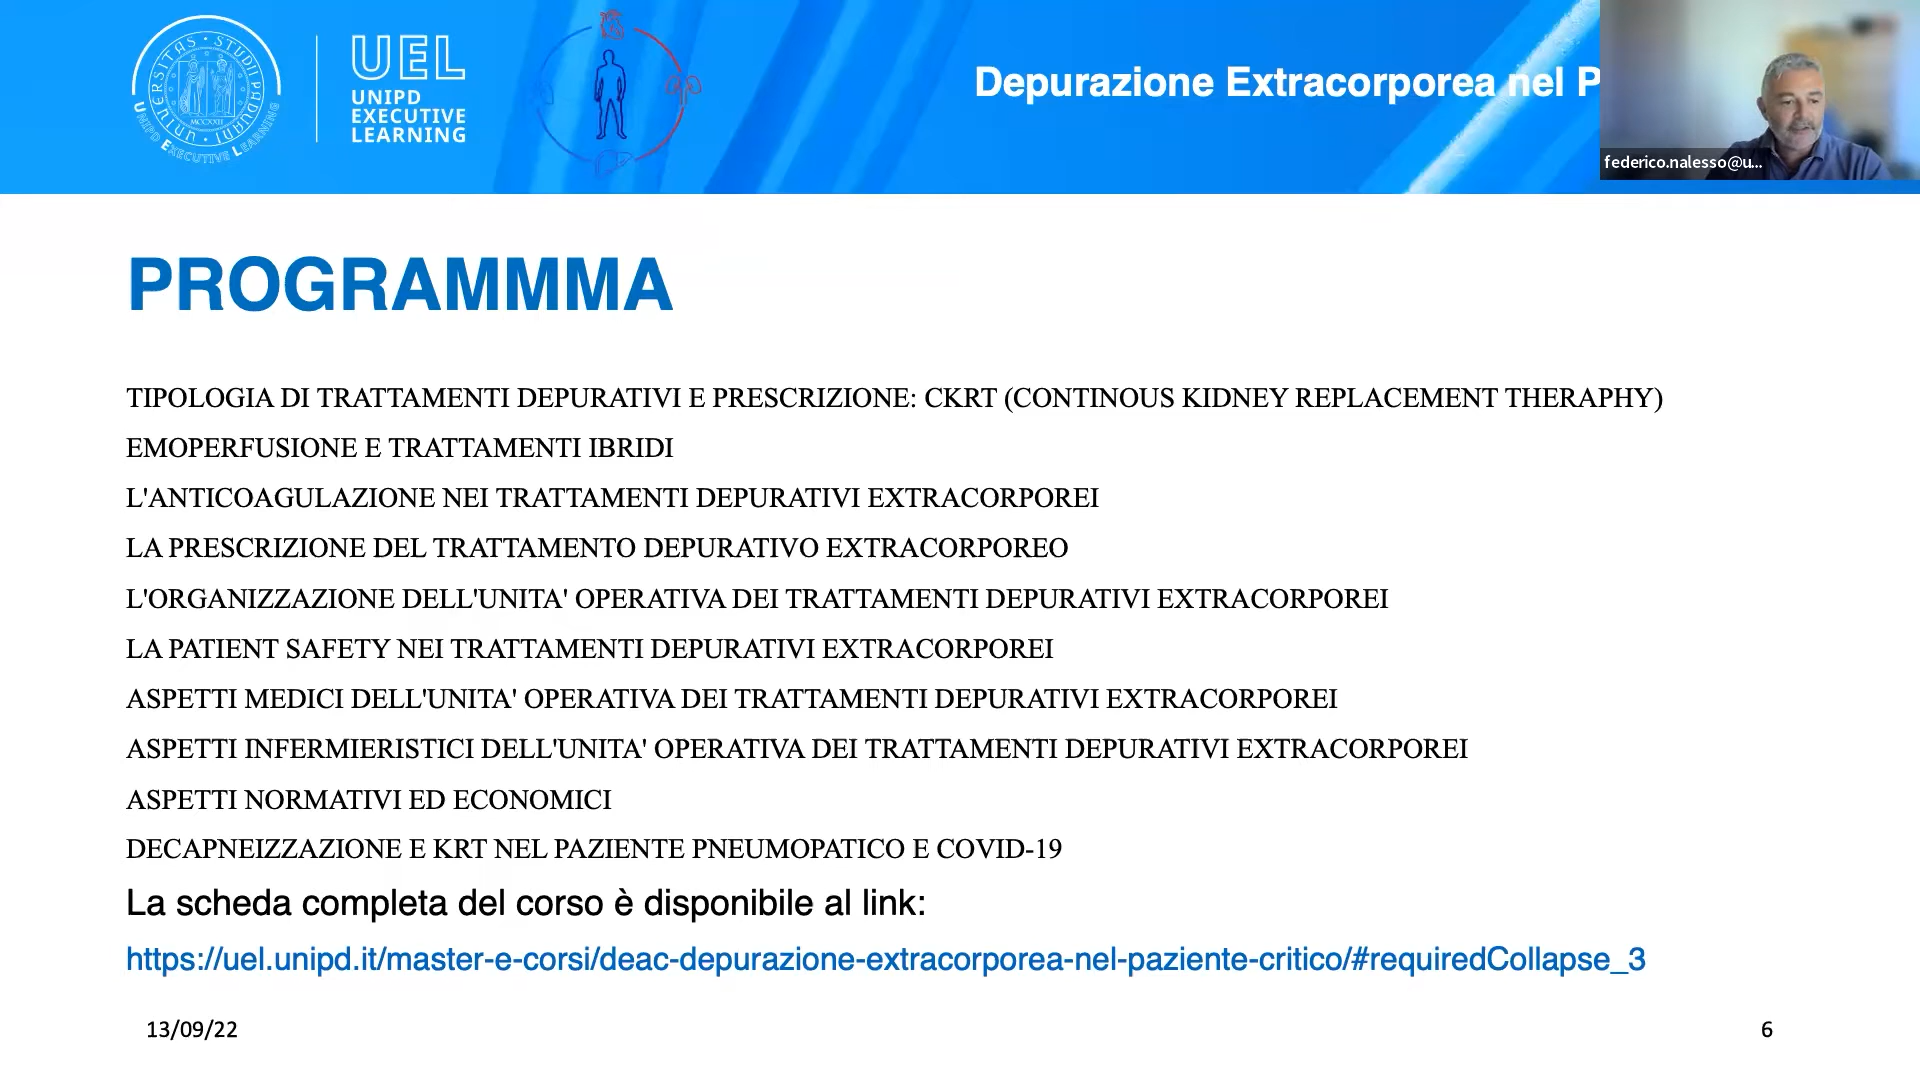 UNIVERSITAS STUDII PADUANI
MCCXXII
UNIPD EXECUTIVE LEARNING
UEL
UNIPD
EXECUTIVE
LEARNING
Depurazione Extracorporea nel P
federico.nalesso@u...
PROGRAMMMA
TIPOLOGIA DI TRATTAMENTI DEPURATIVI E PRESCRIZIONE: CKRT (CONTINOUS KIDNEY REPLACEMENT THERAPHY)
EMOPERFUSIONE E TRATTAMENTI IBRIDI
L'ANTICOAGULAZIONE NEI TRATTAMENTI DEPURATIVI EXTRACORPOREI
LA PRESCRIZIONE DEL TRATTAMENTO DEPURATIVO EXTRACORPOREO
L'ORGANIZZAZIONE DELL'UNITA' OPERATIVA DEI TRATTAMENTI DEPURATIVI EXTRACORPOREI
LA PATIENT SAFETY NEI TRATTAMENTI DEPURATIVI EXTRACORPOREI
ASPETTI MEDICI DELL'UNITA' OPERATIVA DEI TRATTAMENTI DEPURATIVI EXTRACORPOREI
ASPETTI INFERMIERISTICI DELL'UNITA' OPERATIVA DEI TRATTAMENTI DEPURATIVI EXTRACORPOREI
ASPETTI NORMATIVI ED ECONOMICI
DECAPNEIZZAZIONE E KRT NEL PAZIENTE PNEUMOPATICO E COVID-19
La scheda completa del corso è disponibile al link:
https://uel.unipd.it/master-e-corsi/deac-depurazione-extracorporea-nel-paziente-critico/#requiredCollapse_3
13/09/22
6